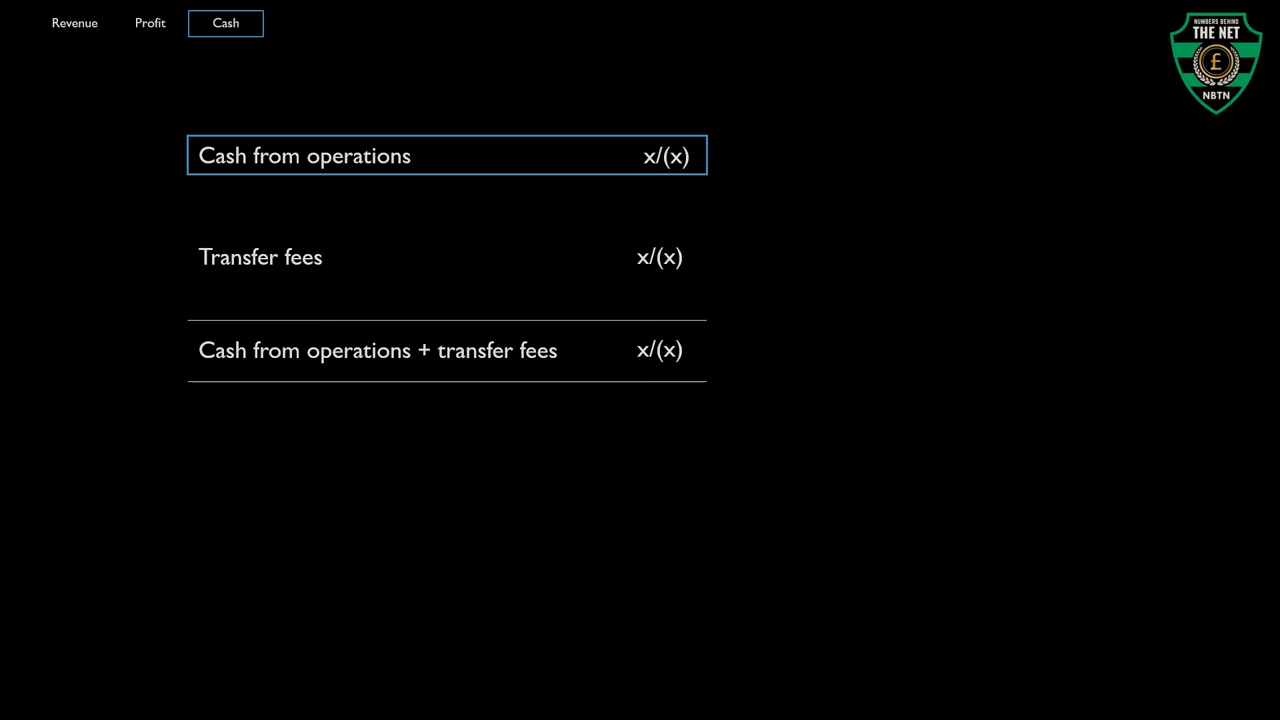 Revenue Profit Cash
NUMBERS BEHIND
THE NET
£
NBTN
Cash from operations x/(x)
Transfer fees x/(x)
Cash from operations + transfer fees x/(x)